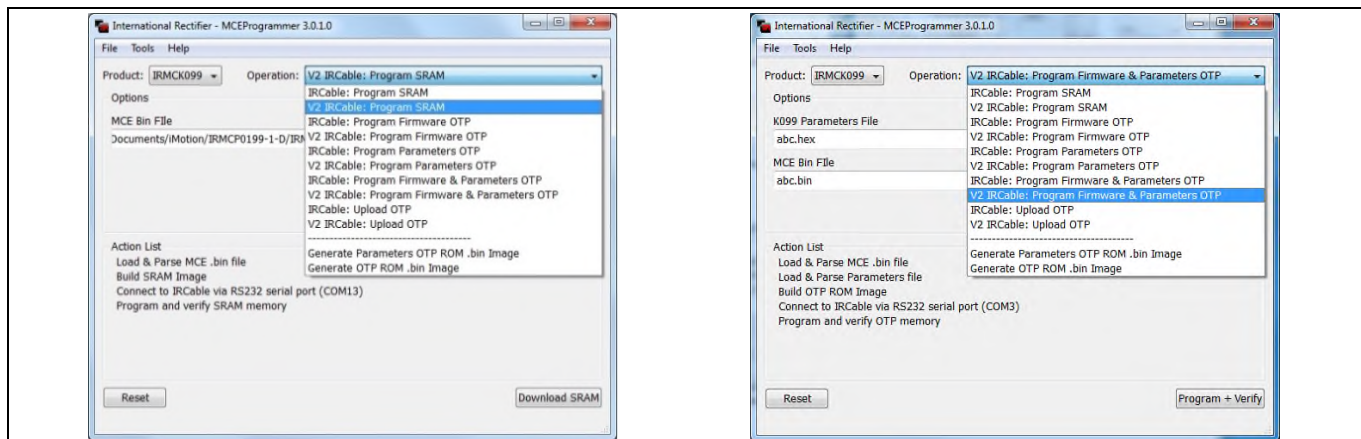 International Rectifier - MCEProgrammer 3.0.1.0
File Tools Help
Product: IRMCK099 Operation: V2 IRCable: Program SRAM
IRCable: Program SRAM
V2 IRCable: Program SRAM
IRCable: Program Firmware OTP
V2 IRCable: Program Firmware OTP
IRCable: Program Parameters OTP
V2 IRCable: Program Parameters OTP
IRCable: Program Firmware & Parameters OTP
V2 IRCable: Program Firmware & Parameters OTP
IRCable: Upload OTP
V2 IRCable: Upload OTP
--------------------------------------
Generate Parameters OTP ROM .bin Image
Generate OTP ROM .bin Image
Options
MCE Bin FIle
Documents/iMotion/IRMCP0199-1-D/IRM
Action List
Load & Parse MCE .bin file
Build SRAM Image
Connect to IRCable via RS232 serial port (COM13)
Program and verify SRAM memory
Reset Download SRAM
International Rectifier - MCEProgrammer 3.0.1.0
File Tools Help
Product: IRMCK099 Operation: V2 IRCable: Program Firmware & Parameters OTP
IRCable: Program SRAM
V2 IRCable: Program SRAM
IRCable: Program Firmware OTP
V2 IRCable: Program Firmware OTP
IRCable: Program Parameters OTP
V2 IRCable: Program Parameters OTP
IRCable: Program Firmware & Parameters OTP
V2 IRCable: Program Firmware & Parameters OTP
IRCable: Upload OTP
V2 IRCable: Upload OTP
--------------------------------------
Generate Parameters OTP ROM .bin Image
Generate OTP ROM .bin Image
Options
K099 Parameters File
abc.hex
MCE Bin FIle
abc.bin
Action List
Load & Parse MCE .bin file
Load & Parse Parameters file
Build OTP ROM Image
Connect to IRCable via RS232 serial port (COM3)
Program and verify OTP memory
Reset Program + Verify